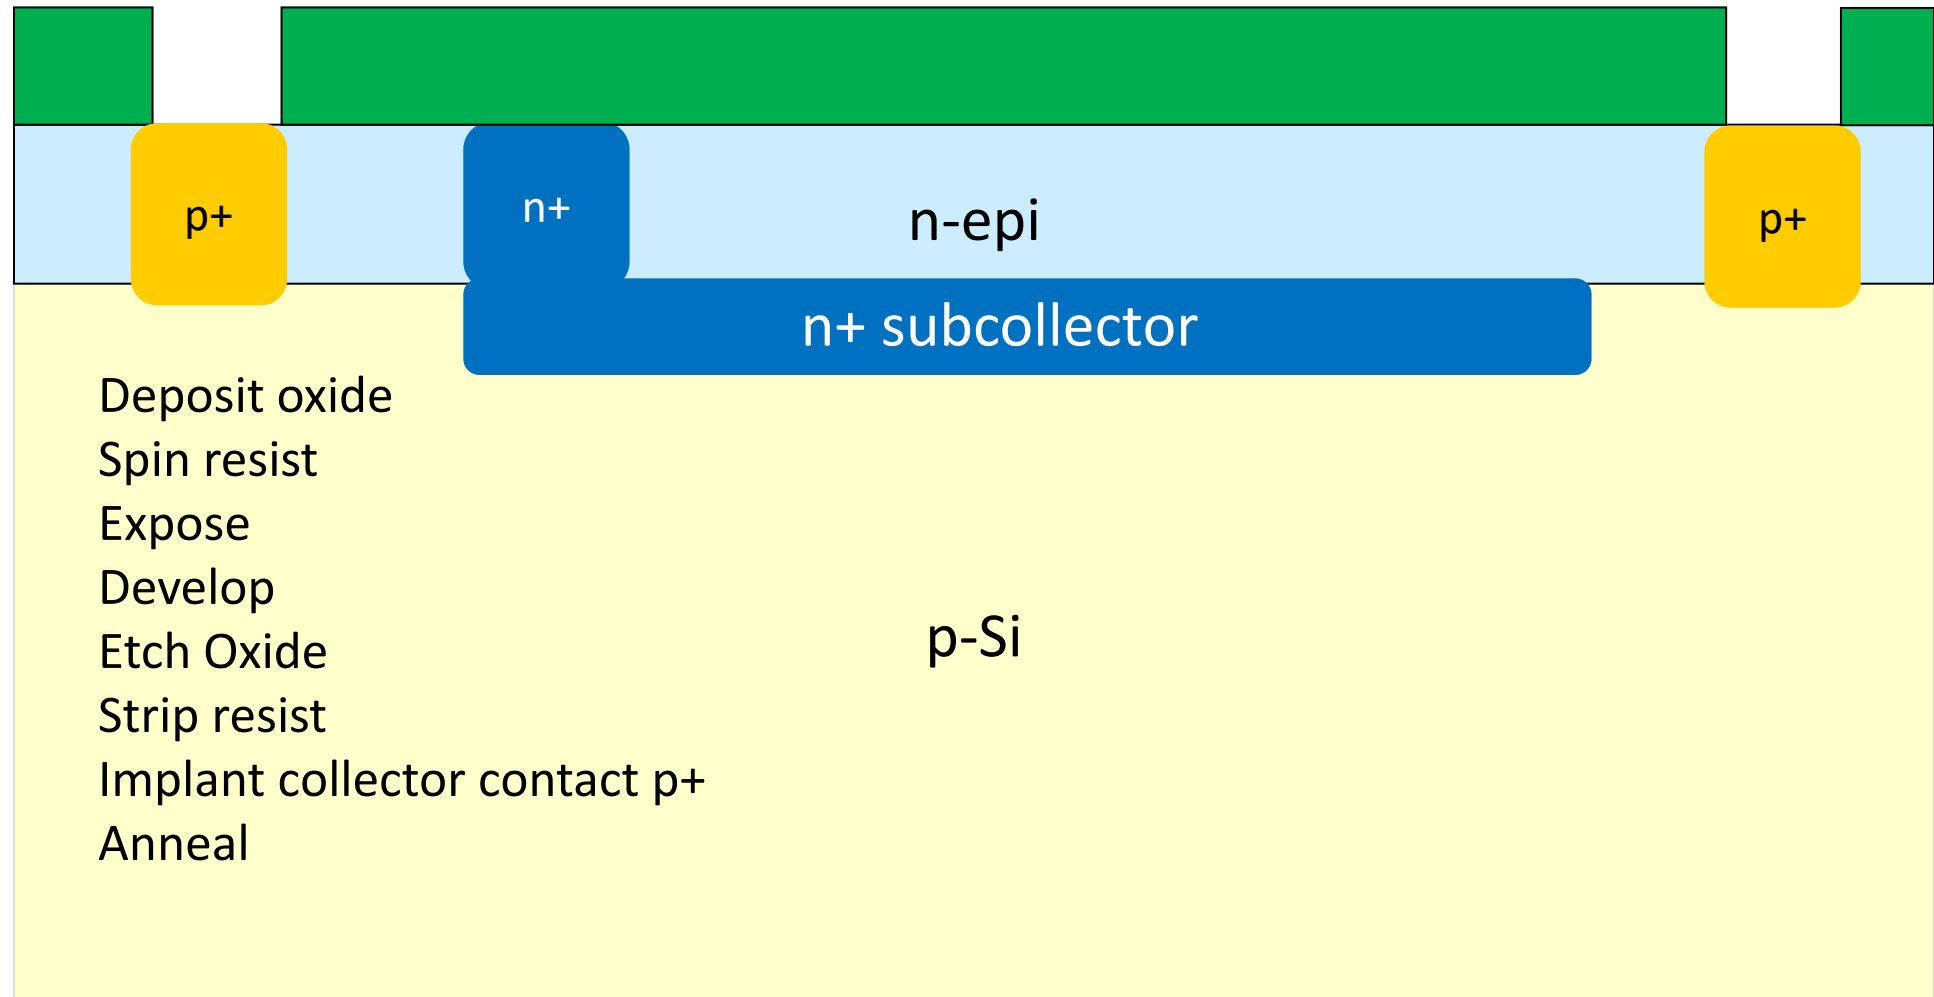 p+
n+
n-epi
p+
n+ subcollector
Deposit oxide
Spin resist
Expose
Develop
Etch Oxide
Strip resist
Implant collector contact p+
Anneal
p-Si